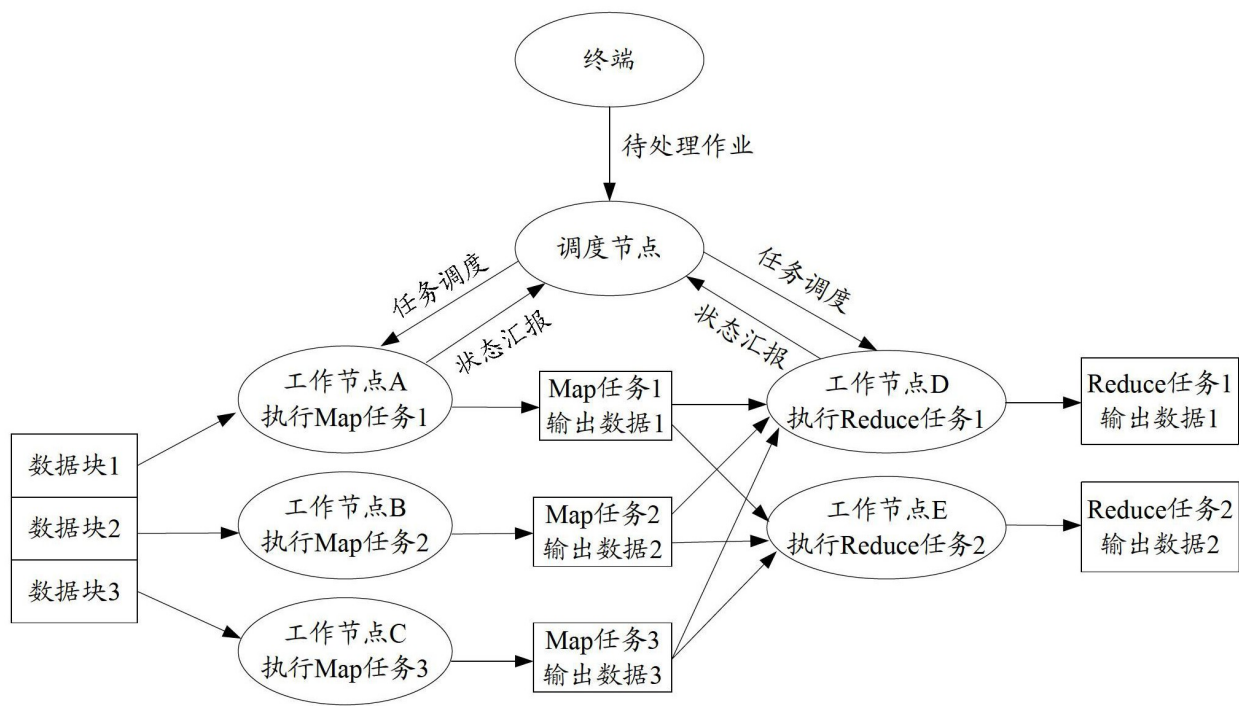 终端
待处理作业
调度节点
任务调度
状态汇报
任务调度
状态汇报
工作节点A
执行Map任务1
Map任务1
输出数据1
工作节点D
执行Reduce任务1
Reduce任务1
输出数据1
数据块1
数据块2
数据块3
工作节点B
执行Map任务2
Map任务2
输出数据2
工作节点E
执行Reduce任务2
Reduce任务2
输出数据2
工作节点C
执行Map任务3
Map任务3
输出数据3